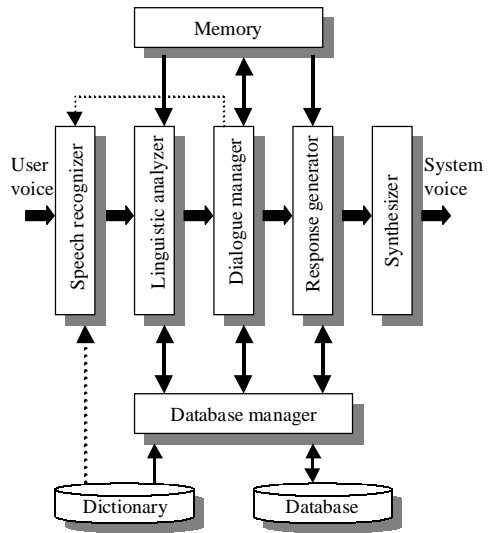 Memory
User
voice
Speech recognizer
Linguistic analyzer
Dialogue manager
Response generator
Synthesizer
System
voice
Database manager
Dictionary
Database